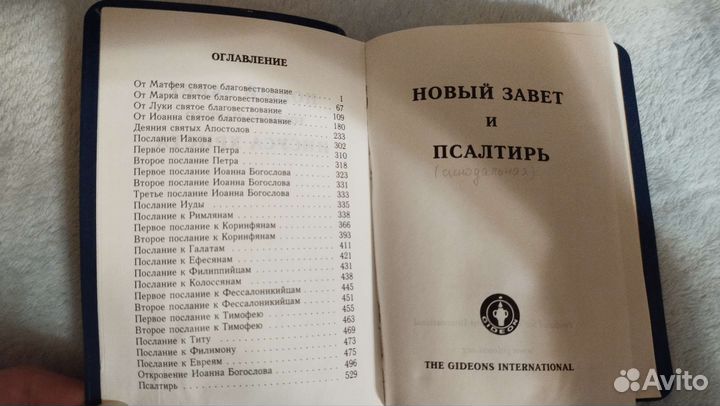 ОГЛАВЛЕНИЕ
От Матфея святое благовествование . . . . . 1
От Марка святое благовествование . . . . . 67
От Луки святое благовествование . . . . . 109
От Иоанна святое благовествование . . . . . 180
Деяния святых Апостолов . . . . . 233
Послание Иакова . . . . . 302
Первое послание Петра . . . . . 310
Второе послание Петра . . . . . 318
Первое послание Иоанна Богослова . . . . . 323
Второе послание Иоанна Богослова . . . . . 331
Третье послание Иоанна Богослова . . . . . 333
Послание Иуды . . . . . 335
Послание к Римлянам . . . . . 338
Первое послание к Коринфянам . . . . . 366
Второе послание к Коринфянам . . . . . 393
Послание к Галатам . . . . . 411
Послание к Ефесянам . . . . . 421
Послание к Филиппийцам . . . . . 431
Послание к Колоссянам . . . . . 438
Первое послание к Фессалоникийцам . . . . . 445
Второе послание к Фессалоникийцам . . . . . 451
Первое послание к Тимофею . . . . . 455
Второе послание к Тимофею . . . . . 463
Послание к Титу . . . . . 469
Послание к Филимону . . . . . 473
Послание к Евреям . . . . . 475
Откровение Иоанна Богослова . . . . . 496
Псалтирь . . . . . 529
НОВЫЙ ЗАВЕТ
и
ПСАЛТИРЬ
(синодальная)
GIDEON
THE GIDEONS INTERNATIONAL
Avito